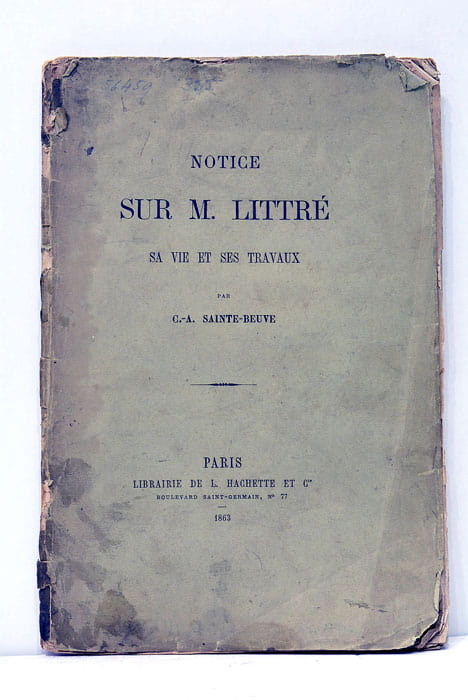 NOTICE
SUR M. LITTRÉ
SA VIE ET SES TRAVAUX
PAR
C.-A. SAINTE-BEUVE
PARIS
LIBRAIRIE DE L. HACHETTE ET Cie
BOULEVARD SAINT-GERMAIN, No 77
1863